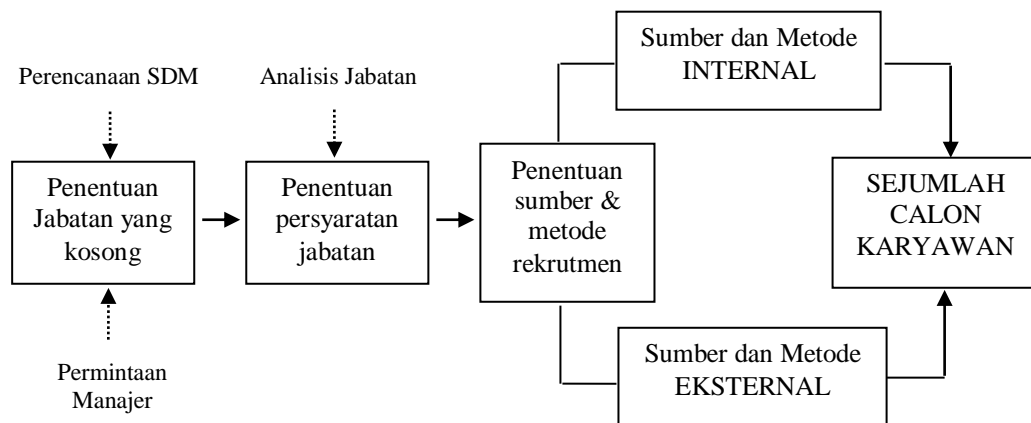 Perencanaan SDM
Analisis Jabatan
Sumber dan Metode
INTERNAL
Penentuan
Jabatan yang
kosong
Penentuan
persyaratan
jabatan
Penentuan
sumber &
metode
rekrutmen
SEJUMLAH
CALON
KARYAWAN
Permintaan
Manajer
Sumber dan Metode
EKSTERNAL